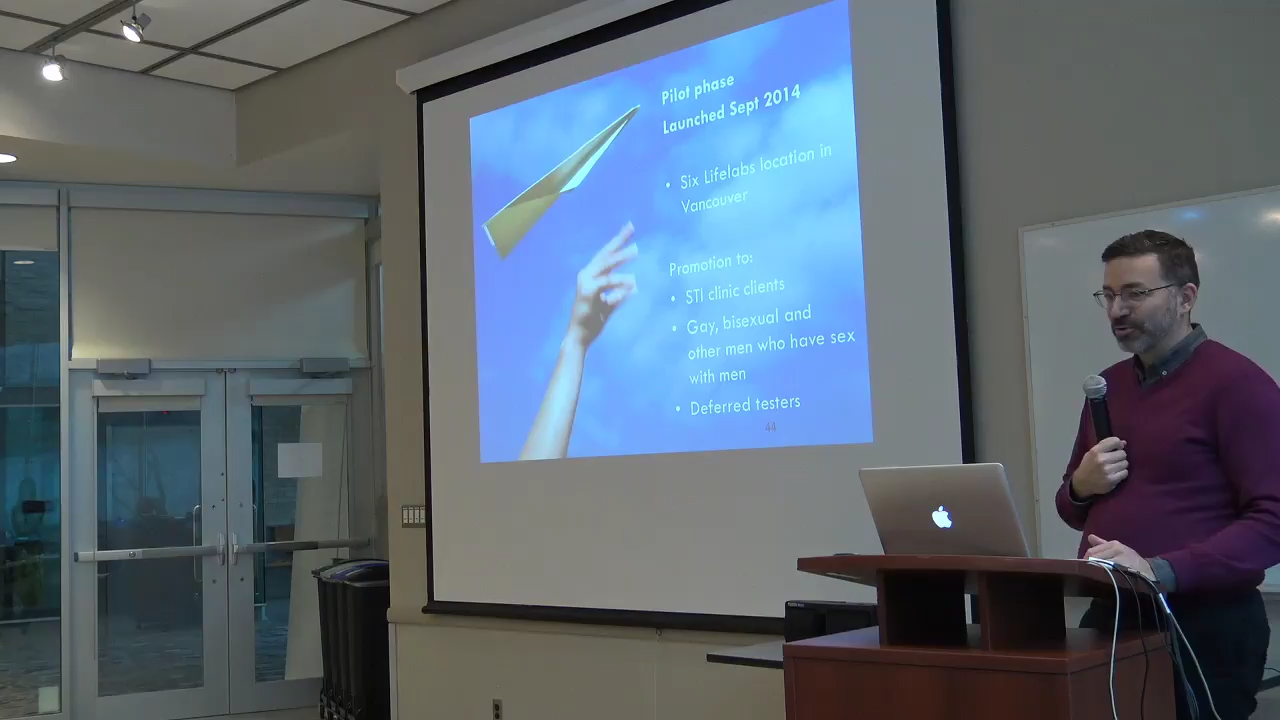 Pilot phase
Launched Sept 2014
• Six Lifelabs location in
Vancouver
Promotion to:
• STI clinic clients
• Gay, bisexual and
other men who have sex
with men
• Deferred testers
44